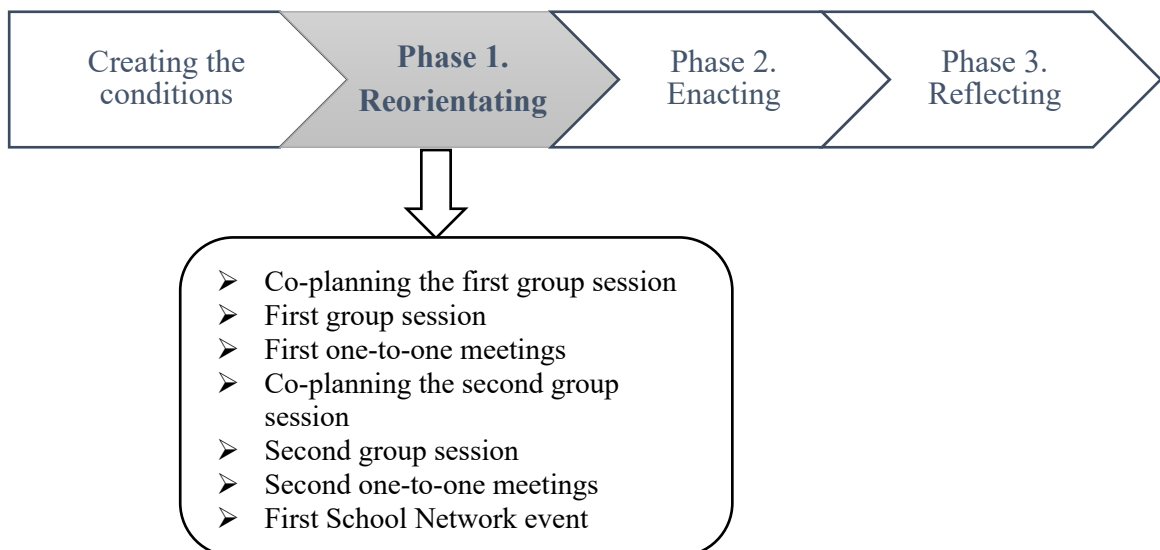 Creating the
conditions
Phase 1.
Reorientating
Phase 2.
Enacting
Phase 3.
Reflecting
➢ Co-planning the first group session
➢ First group session
➢ First one-to-one meetings
➢ Co-planning the second group
session
➢ Second group session
➢ Second one-to-one meetings
➢ First School Network event